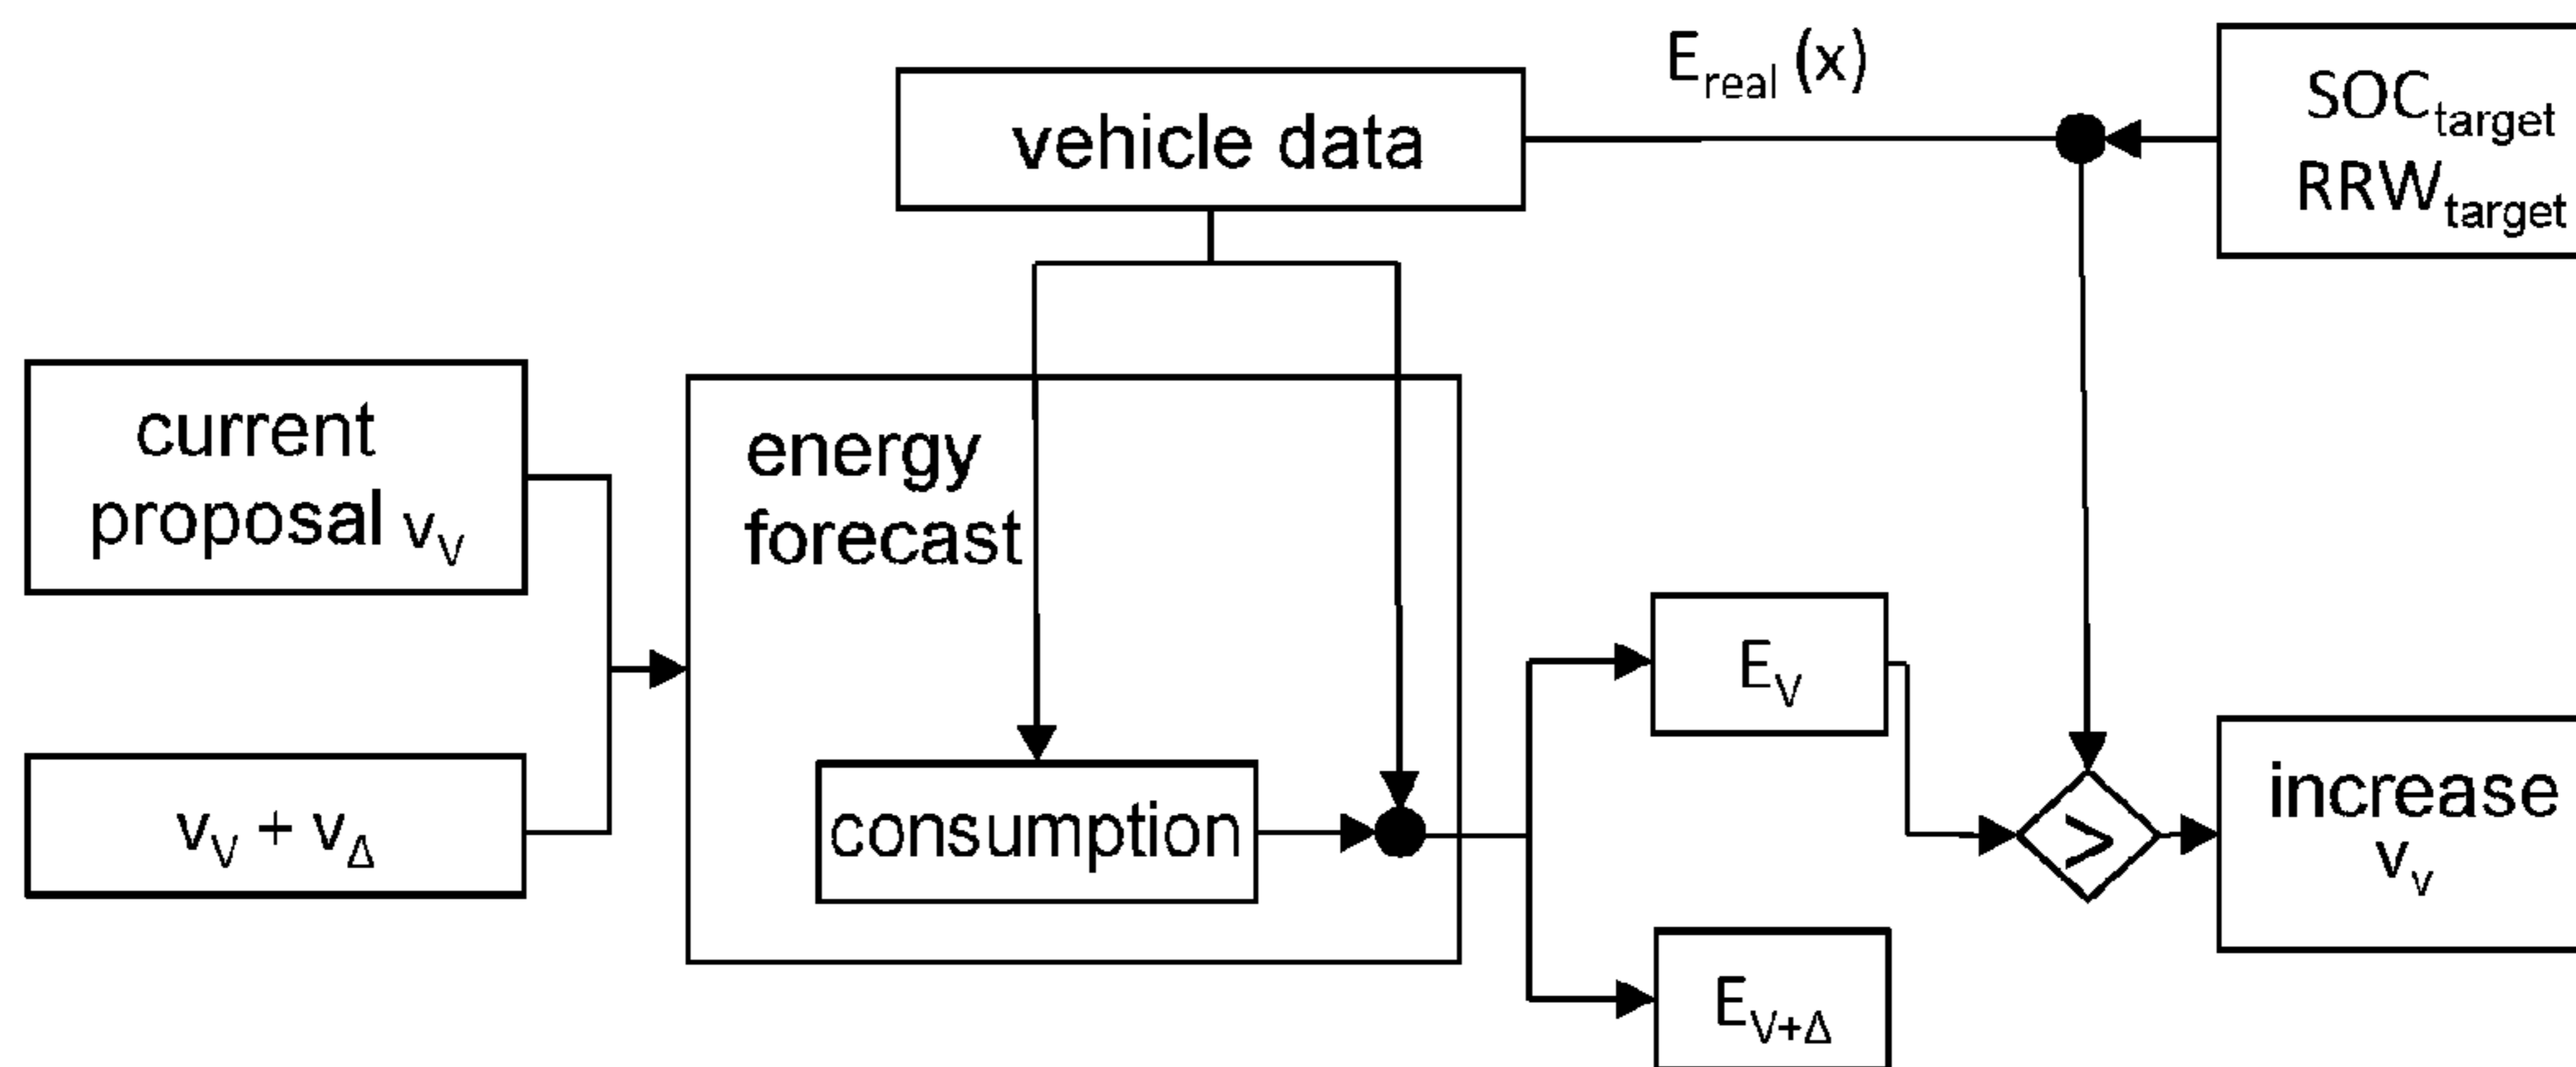 E_real (x)
SOC_target
RRW_target
vehicle data
current
proposal v_V
energy
forecast
E_V
v_V + v_Δ
consumption
>
increase
v_v
E_V+Δ